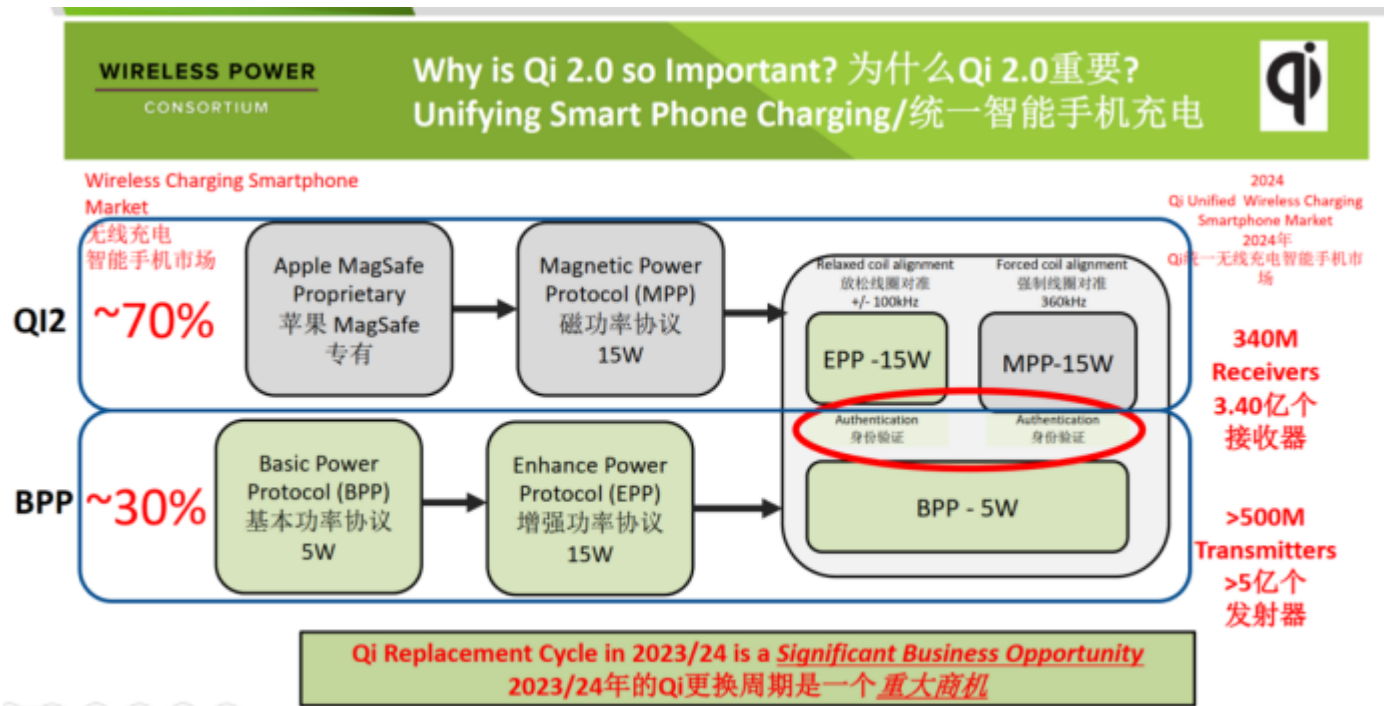 WIRELESS POWER
CONSORTIUM
Why is Qi 2.0 so Important? 为什么Qi 2.0重要?
Unifying Smart Phone Charging/统一智能手机充电
qi
Wireless Charging Smartphone
Market
无线充电
智能手机市场
2024
Qi Unified Wireless Charging
Smartphone Market
2024年
Qi统一无线充电智能手机市
场
QI2
~70%
Apple MagSafe
Proprietary
苹果 MagSafe
专有
Magnetic Power
Protocol (MPP)
磁功率协议
15W
Relaxed coil alignment
放松线圈对准
+/- 100kHz
Forced coil alignment
强制线圈对准
360kHz
EPP -15W
MPP-15W
340M
Receivers
3.40亿个
接收器
Authentication
身份验证
Authentication
身份验证
BPP
~30%
Basic Power
Protocol (BPP)
基本功率协议
5W
Enhance Power
Protocol (EPP)
增强功率协议
15W
BPP - 5W
>500M
Transmitters
>5亿个
发射器
Qi Replacement Cycle in 2023/24 is a Significant Business Opportunity
2023/24年的Qi更换周期是一个重大商机